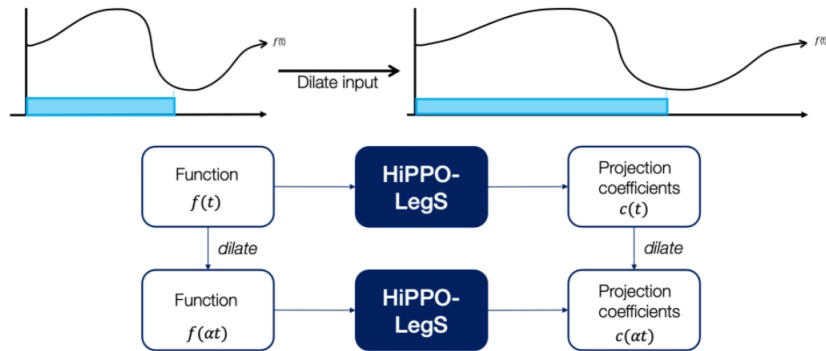 f(t)
Dilate input
f(t)
Function
f(t)
HiPPO-
LegS
Projection
coefficients
c(t)
dilate
dilate
Function
f(αt)
HiPPO-
LegS
Projection
coefficients
c(αt)